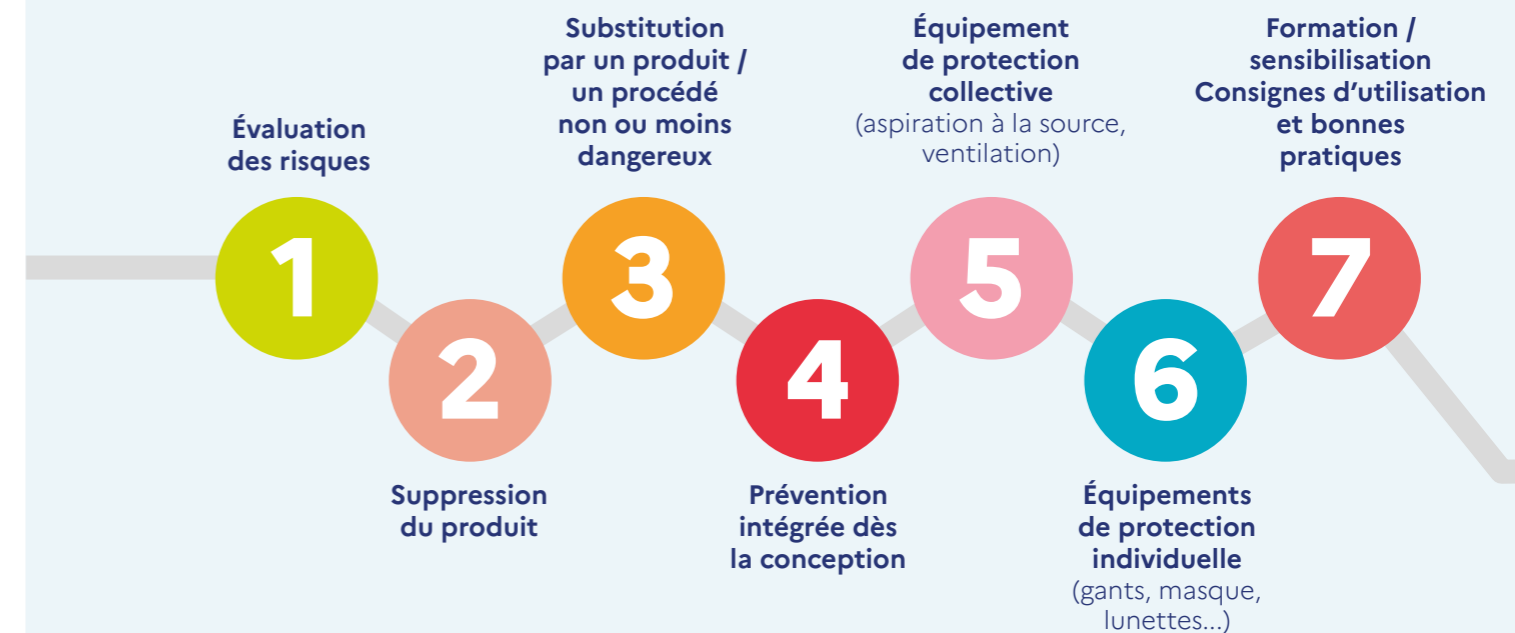 Évaluation
des risques
1
2
Suppression
du produit
Substitution
par un produit /
un procédé
non ou moins
dangereux
3
4
Prévention
intégrée dès
la conception
Équipement
de protection
collective
(aspiration à la source,
ventilation)
5
6
Équipements
de protection
individuelle
(gants, masque,
lunettes...)
Formation /
sensibilisation
Consignes d'utilisation
et bonnes
pratiques
7